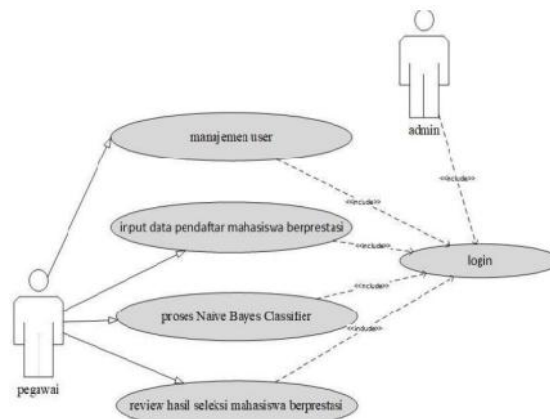 admin
manajemen user
<<include>>
<<include>>
input data pendaftar mahasiswa berprestasi
<<include>>
login
<<include>>
proses Naive Bayes Classifier
<<include>>
pegawai
review hasil seleksi mahasiswa berprestasi